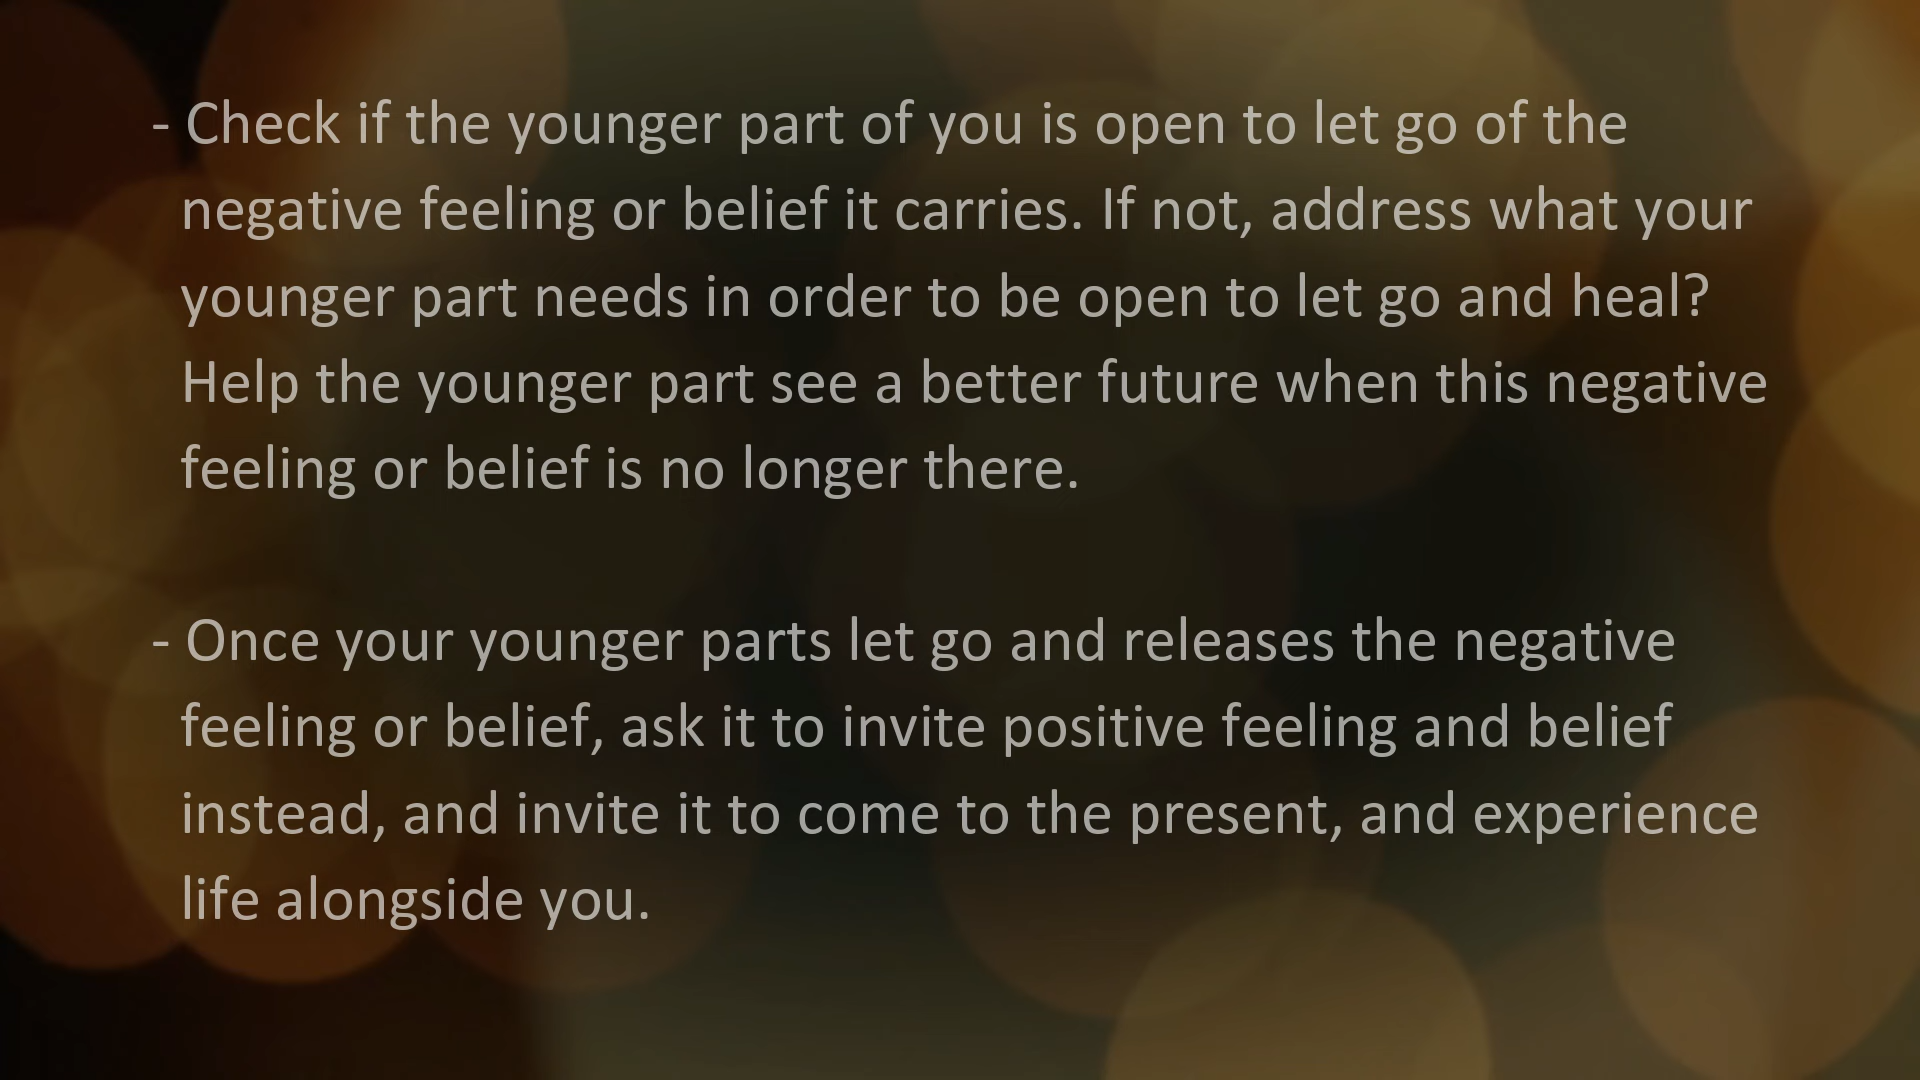 - Check if the younger part of you is open to let go of the
negative feeling or belief it carries. If not, address what your
younger part needs in order to be open to let go and heal?
Help the younger part see a better future when this negative
feeling or belief is no longer there.
- Once your younger parts let go and releases the negative
feeling or belief, ask it to invite positive feeling and belief
instead, and invite it to come to the present, and experience
life alongside you.